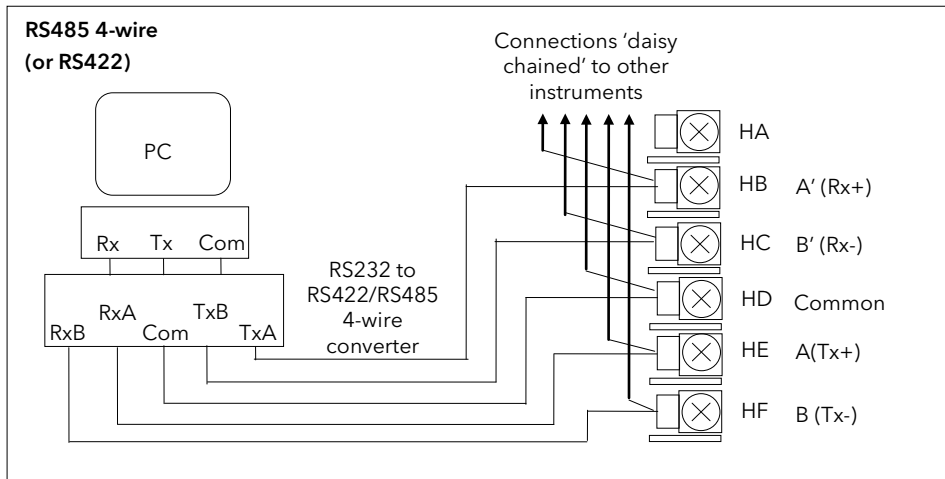 RS485 4-wire
(or RS422)
Connections ‘daisy
chained’ to other
instruments
PC
Rx Tx Com
RxB RxA Com TxB TxA
RS232 to
RS422/RS485
4-wire
converter
HA
HB A’ (Rx+)
HC B’ (Rx-)
HD Common
HE A(Tx+)
HF B (Tx-)